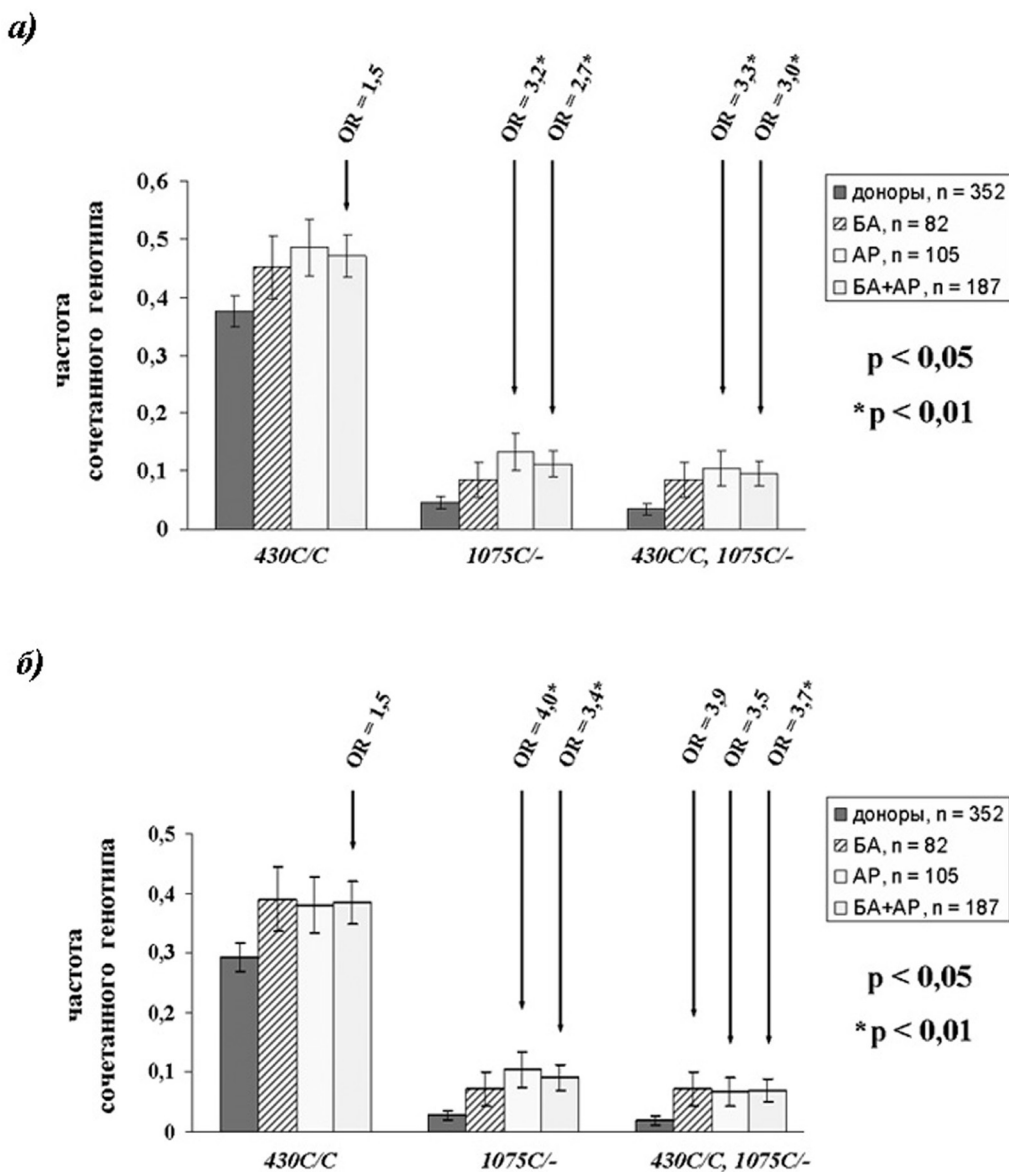 а)
OR = 1,5
OR = 3,2*
OR = 2,7*
OR = 3,3*
OR = 3,0*
частота
сочетанного генотипа
0,6
0,5
0,4
0,3
0,2
0,1
0
430C/C
1075C/-
430C/C, 1075C/-
доноры, n = 352
БА, n = 82
АР, n = 105
БА+АР, n = 187
p < 0,05
*p < 0,01
б)
OR = 1,5
OR = 4,0*
OR = 3,4*
OR = 3,9
OR = 3,5
OR = 3,7*
частота
сочетанного генотипа
0,5
0,4
0,3
0,2
0,1
0
430C/C
1075C/-
430C/C, 1075C/-
доноры, n = 352
БА, n = 82
АР, n = 105
БА+АР, n = 187
p < 0,05
*p < 0,01